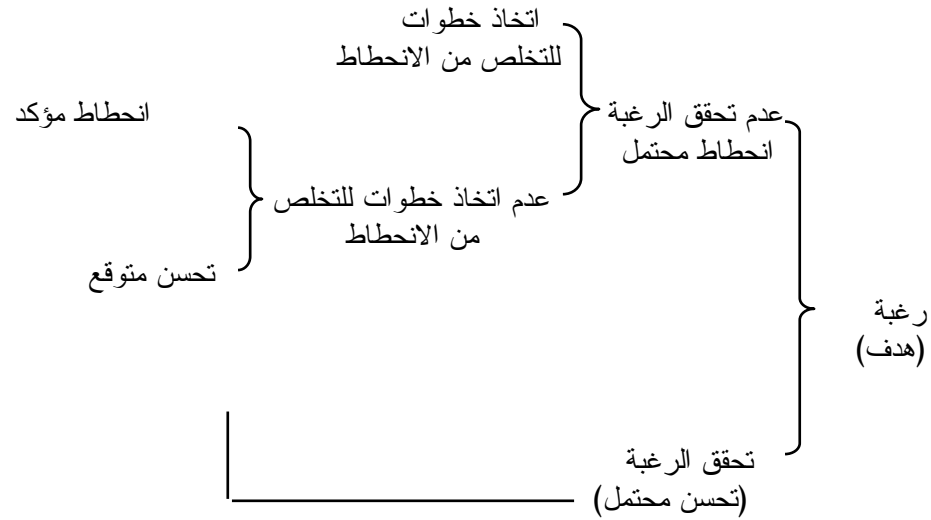 اتخاذ خطوات
للتخلص من الانحطاط
عدم تحقق الرغبة
انحطاط محتمل
انحطاط مؤكد
عدم اتخاذ خطوات للتخلص
من الانحطاط
تحسن متوقع
رغبة
(هدف)
تحقق الرغبة
(تحسن محتمل)